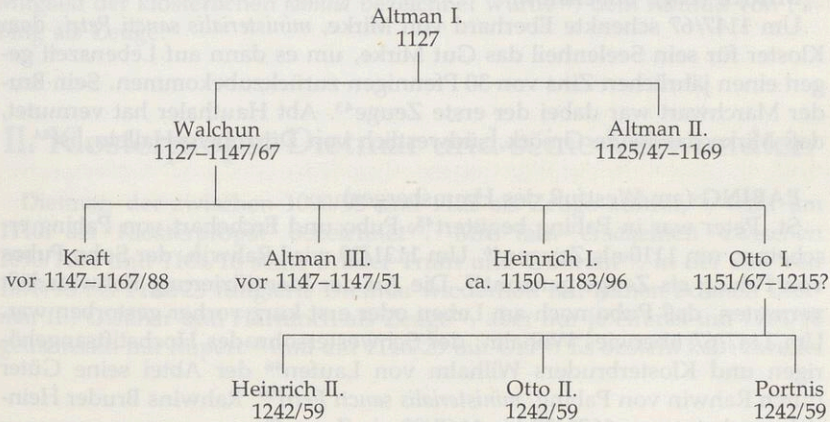 Altman I.
1127
Walchun Altman II.
1127–1147/67 1125/47–1169
Kraft Altman III. Heinrich I. Otto I.
vor 1147–1167/88 vor 1147–1147/51 ca. 1150–1183/96 1151/67–1215?
Heinrich II. Otto II. Portnis
1242/59 1242/59 1242/59